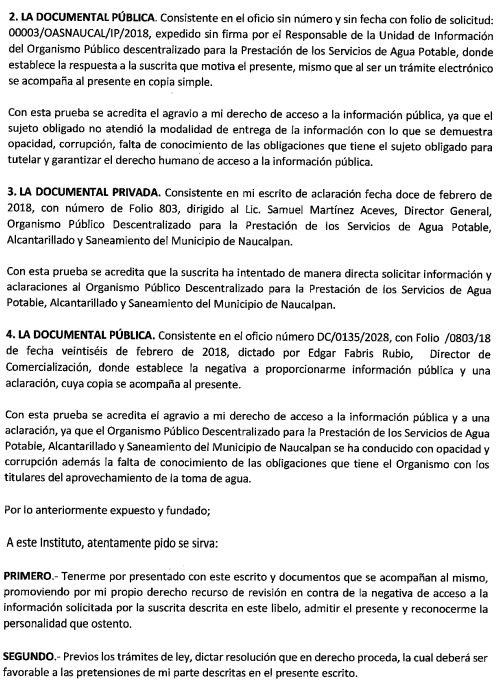 2. LA DOCUMENTAL PÚBLICA. Consistente en el oficio sin número y sin fecha con folio de solicitud:
00003/OASNAUCAL/IP/2018, expedido sin firma por el Responsable de la Unidad de Información
del Organismo Público descentralizado para la Prestación de los Servicios de Agua Potable, donde
establece la respuesta a la suscrita que motiva el presente, mismo que al ser un trámite electrónico
se acompaña al presente en copia simple.
Con esta prueba se acredita el agravio a mi derecho de acceso a la información pública, ya que el
sujeto obligado no atendió la modalidad de entrega de la información con lo que se demuestra
opacidad, corrupción, falta de conocimiento de las obligaciones que tiene el sujeto obligado para
tutelar y garantizar el derecho humano de acceso a la información pública.
3. LA DOCUMENTAL PRIVADA. Consistente en mi escrito de aclaración fecha doce de febrero de
2018, con número de Folio 803, dirigido al Lic. Samuel Martínez Aceves, Director General,
Organismo Público Descentralizado para la Prestación de los Servicios de Agua Potable,
Alcantarillado y Saneamiento del Municipio de Naucalpan.
Con esta prueba se acredita que la suscrita ha intentado de manera directa solicitar información y
aclaraciones al Organismo Público Descentralizado para la Prestación de los Servicios de Agua
Potable, Alcantarillado y Saneamiento del Municipio de Naucalpan.
4. LA DOCUMENTAL PÚBLICA. Consistente en el oficio número DC/0135/2028, con Folio /0803/18
de fecha veintiséis de febrero de 2018, dictado por Edgar Fabris Rubio, Director de
Comercialización, donde establece la negativa a proporcionarme información pública y una
aclaración, cuya copia se acompaña al presente.
Con esta prueba se acredita el agravio a mi derecho de acceso a la información pública y a una
aclaración, ya que el Organismo Público Descentralizado para la Prestación de los Servicios de Agua
Potable, Alcantarillado y Saneamiento del Municipio de Naucalpan se ha conducido con opacidad y
corrupción además la falta de conocimiento de las obligaciones que tiene el Organismo con los
titulares del aprovechamiento de la toma de agua.
Por lo anteriormente expuesto y fundado;
A este Instituto, atentamente pido se sirva:
PRIMERO.- Tenerme por presentado con este escrito y documentos que se acompañan al mismo,
promoviendo por mi propio derecho recurso de revisión en contra de la negativa de acceso a la
información solicitada por la suscrita descrita en este libelo, admitir el presente y reconocerme la
personalidad que ostento.
SEGUNDO.- Previos los trámites de ley, dictar resolución que en derecho proceda, la cual deberá ser
favorable a las pretensiones de mi parte descritas en el presente escrito.